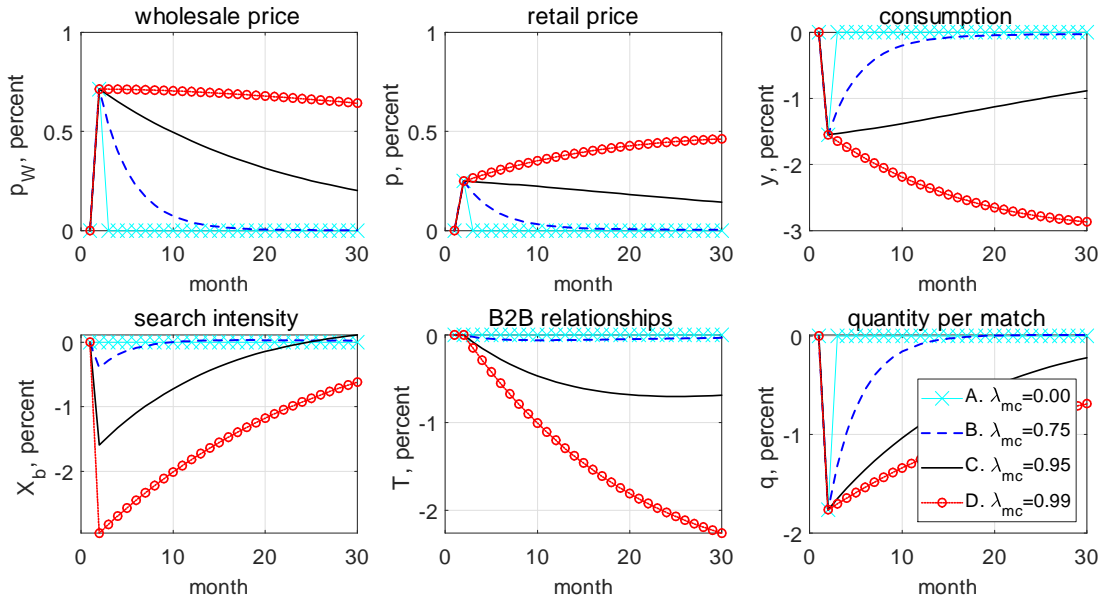 wholesale price
retail price
consumption
1
0.5
0
p_W, percent
0 10 20 30
month
1
0.5
0
p, percent
0 10 20 30
month
0
-1
-2
-3
y, percent
0 10 20 30
month
search intensity
B2B relationships
quantity per match
0
-1
-2
X_b, percent
0 10 20 30
month
0
-1
-2
T, percent
0 10 20 30
month
0
-1
-2
q, percent
0 10 20 30
month
A. λ_mc=0.00
B. λ_mc=0.75
C. λ_mc=0.95
D. λ_mc=0.99